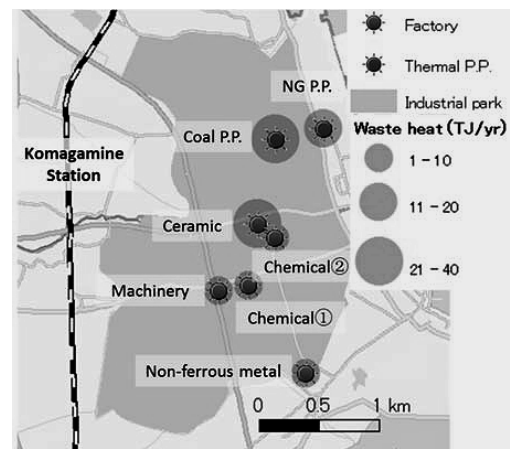 Factory
Thermal P.P.
Industrial park
Waste heat (TJ/yr)
1 - 10
11 - 20
21 - 40
NG P.P.
Coal P.P.
Komagamine
Station
Ceramic
Chemical②
Machinery
Chemical①
Non-ferrous metal
0 0.5 1 km